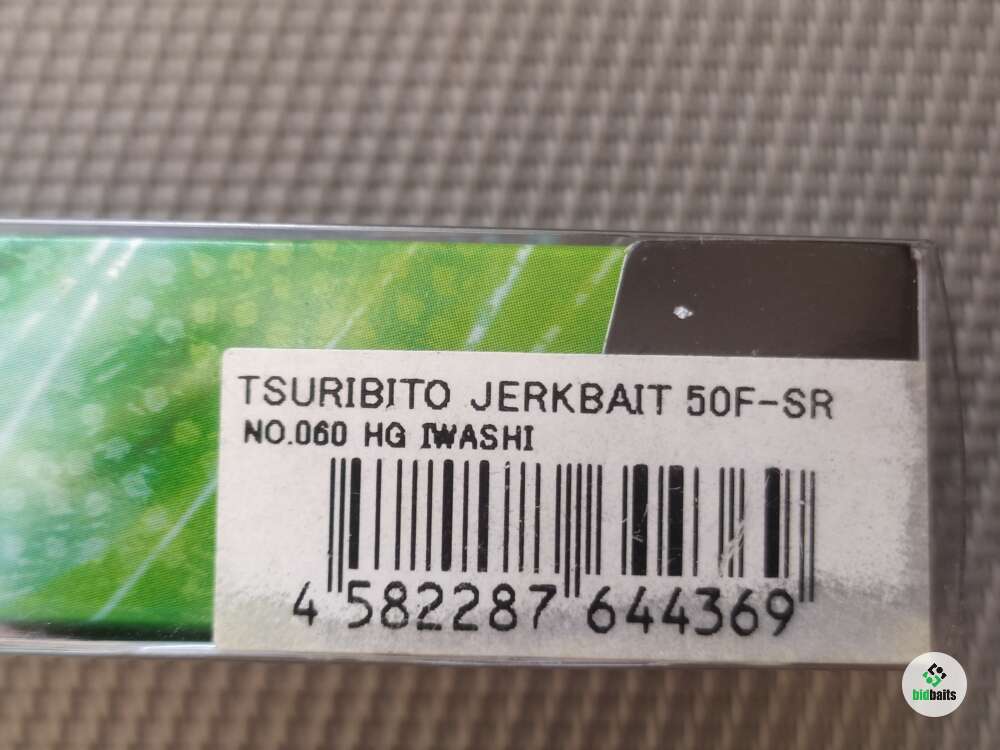 TSURIBITO JERKBAIT 50F-SR
NO.060 HG IWASHI
4 582287 644369
bidbaits